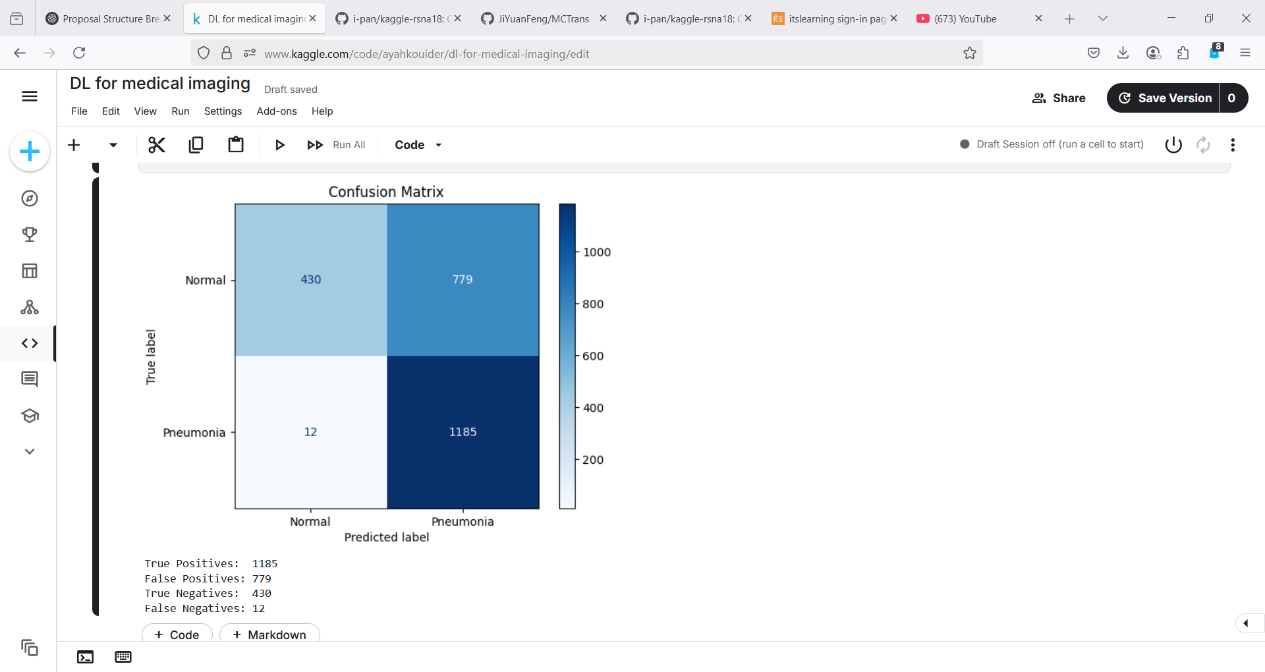 Proposal Structure Bre
DL for medical imaging
i-pan/kaggle-rsna18: C
JiYuanFeng/MCTrans
i-pan/kaggle-rsna18: C
itslearning sign-in pag
(673) YouTube
www.kaggle.com/code/ayahkouider/dl-for-medical-imaging/edit
8
DL for medical imaging
Draft saved
File Edit View Run Settings Add-ons Help
Share
Save Version 0
Run All
Code
Draft Session off (run a cell to start)
Confusion Matrix
Normal
430
779
Pneumonia
12
1185
True label
Normal
Pneumonia
Predicted label
1000
800
600
400
200
True Positives: 1185
False Positives: 779
True Negatives: 430
False Negatives: 12
+ Code
+ Markdown